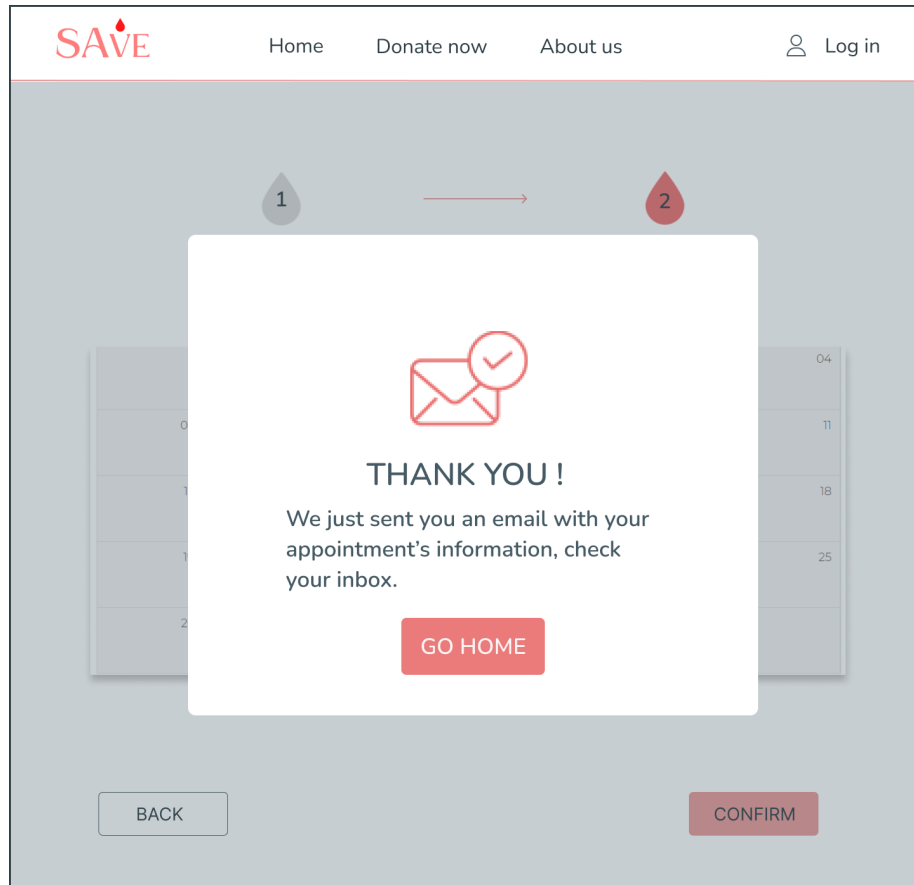 SAVE
Home Donate now About us Log in
1 2
THANK YOU !
We just sent you an email with your
appointment’s information, check
your inbox.
GO HOME
04
11
18
25
BACK CONFIRM